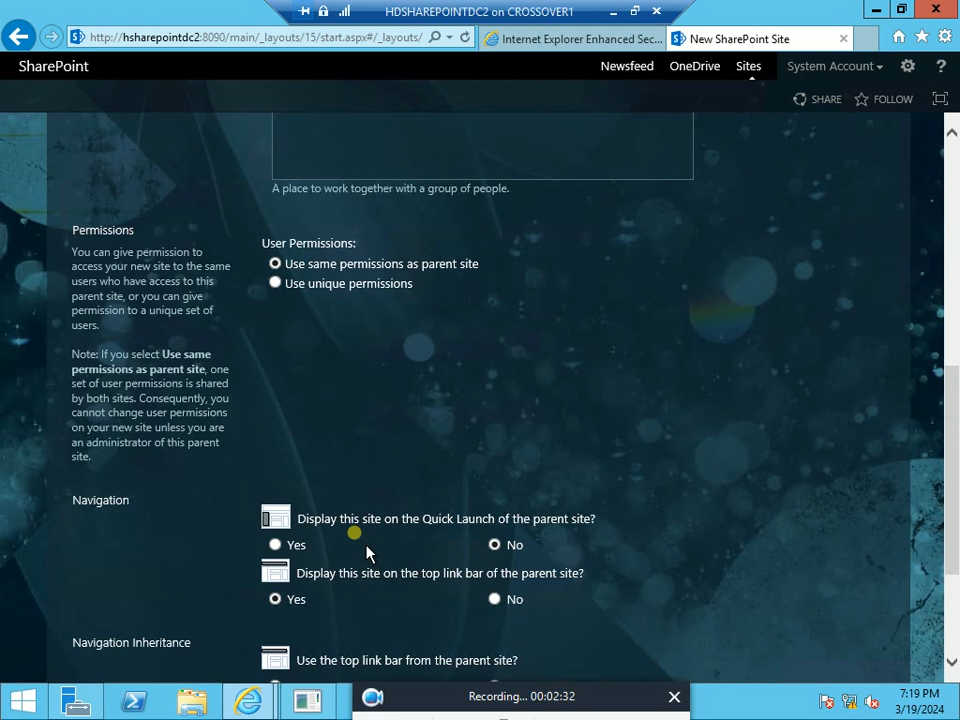 HDSHAREPOINTDC2 on CROSSOVER1
http://hsharepointdc2:8090/main/_layouts/15/start.aspx#/_layouts/
Internet Explorer Enhanced Sec...
New SharePoint Site
SharePoint
Newsfeed
OneDrive
Sites
System Account
?
SHARE
FOLLOW
A place to work together with a group of people.
Permissions
You can give permission to
access your new site to the same
users who have access to this
parent site, or you can give
permission to a unique set of
users.
Note: If you select Use same
permissions as parent site, one
set of user permissions is shared
by both sites. Consequently, you
cannot change user permissions
on your new site unless you are
an administrator of this parent
site.
User Permissions:
Use same permissions as parent site
Use unique permissions
Navigation
Display this site on the Quick Launch of the parent site?
Yes
No
Display this site on the top link bar of the parent site?
Yes
No
Navigation Inheritance
Use the top link bar from the parent site?
Recording... 00:02:32
7:19 PM
3/19/2024